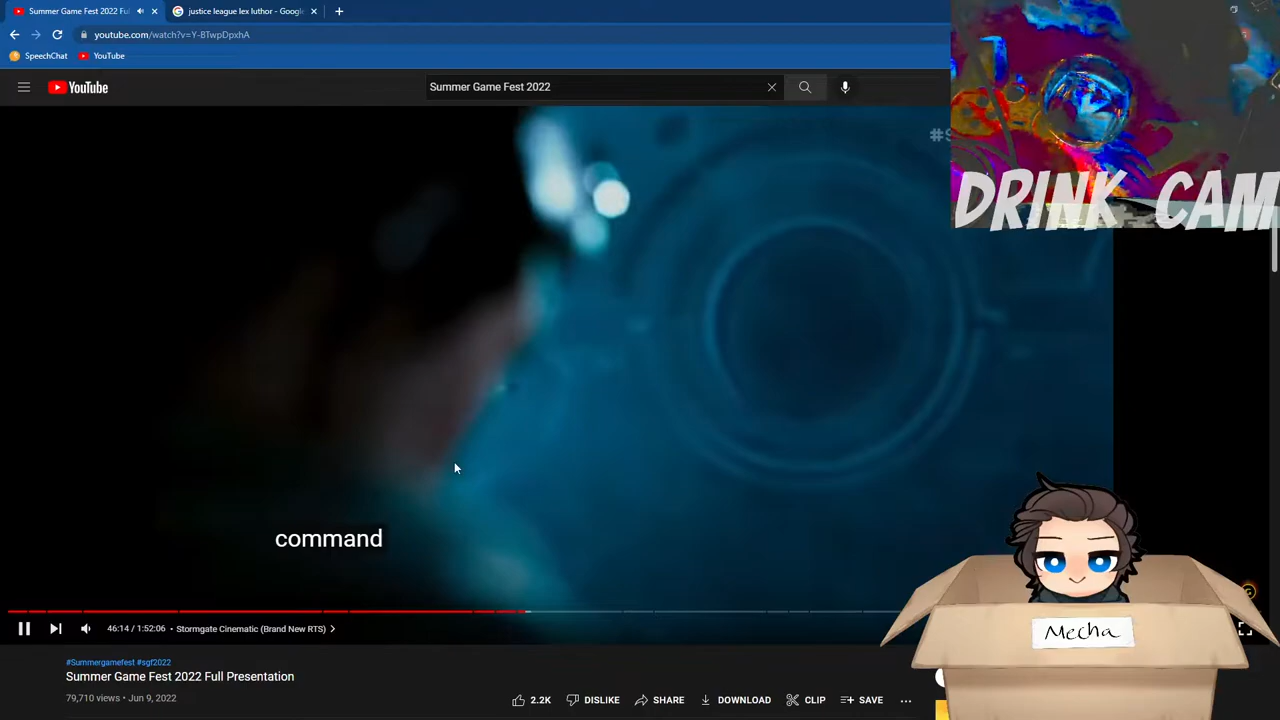 Summer Game Fest 2022 Ful
justice league lex luthor - Google
youtube.com/watch?v=Y-8TwpDpxhA
SpeechChat
YouTube
YouTube
Summer Game Fest 2022
DRINK CAM
command
Mecha
46:14 / 1:52:06 • Stormgate Cinematic (Brand New RTS)
#Summergamefest #sgf2022
Summer Game Fest 2022 Full Presentation
79,710 views • Jun 9, 2022
2.2K
DISLIKE
SHARE
DOWNLOAD
CLIP
SAVE